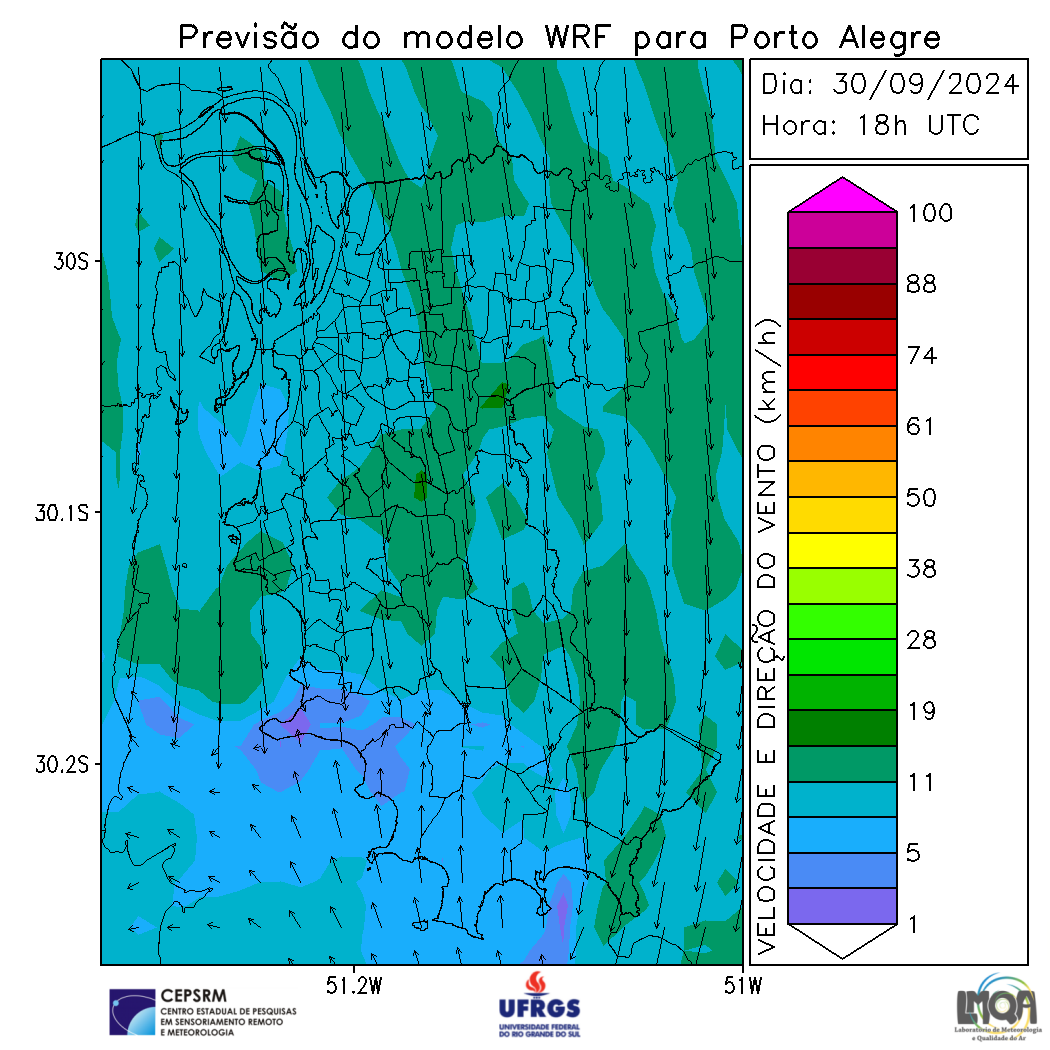 Previsão do modelo WRF para Porto Alegre
Dia: 30/09/2024
Hora: 18h UTC
30S
30.1S
30.2S
51.2W
51W
VELOCIDADE E DIREÇÃO DO VENTO (km/h)
100
88
74
61
50
38
28
19
11
5
1
CEPSRM
CENTRO ESTADUAL DE PESQUISAS
EM SENSORIAMENTO REMOTO
E METEOROLOGIA
UFRGS
UNIVERSIDADE FEDERAL
DO RIO GRANDE DO SUL
LMQA
Laboratório de Meteorologia
e Qualidade do Ar